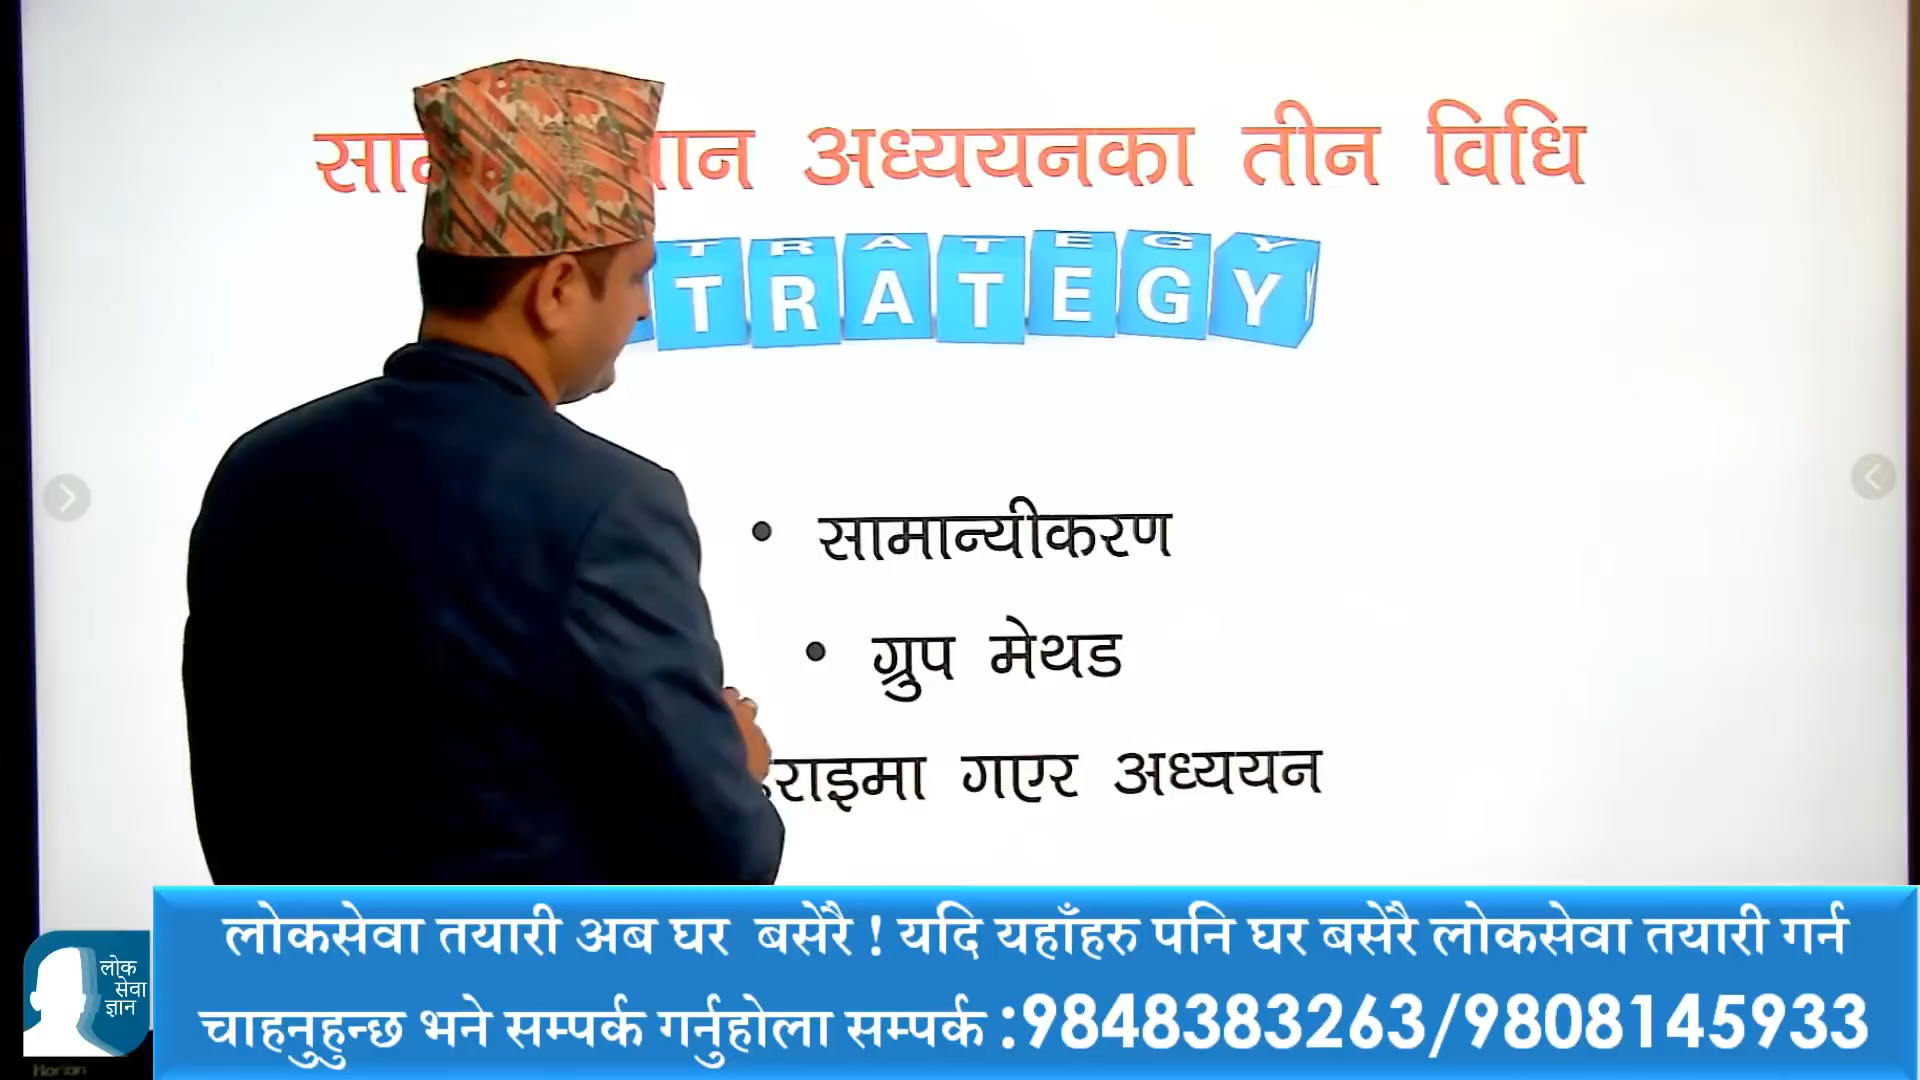 अध्ययनका तीन विधि
T R A T E G Y
TRATEGY
• सामान्यीकरण
• ग्रुप मेथड
गएर अध्ययन
लोकसेवा तयारी अब घर बसेरै ! यदि यहाँहरु पनि घर बसेरै लोकसेवा तयारी गर्न
चाहनुहुन्छ भने सम्पर्क गर्नुहोला सम्पर्क :9848383263/9808145933
लोक
सेवा
ज्ञान